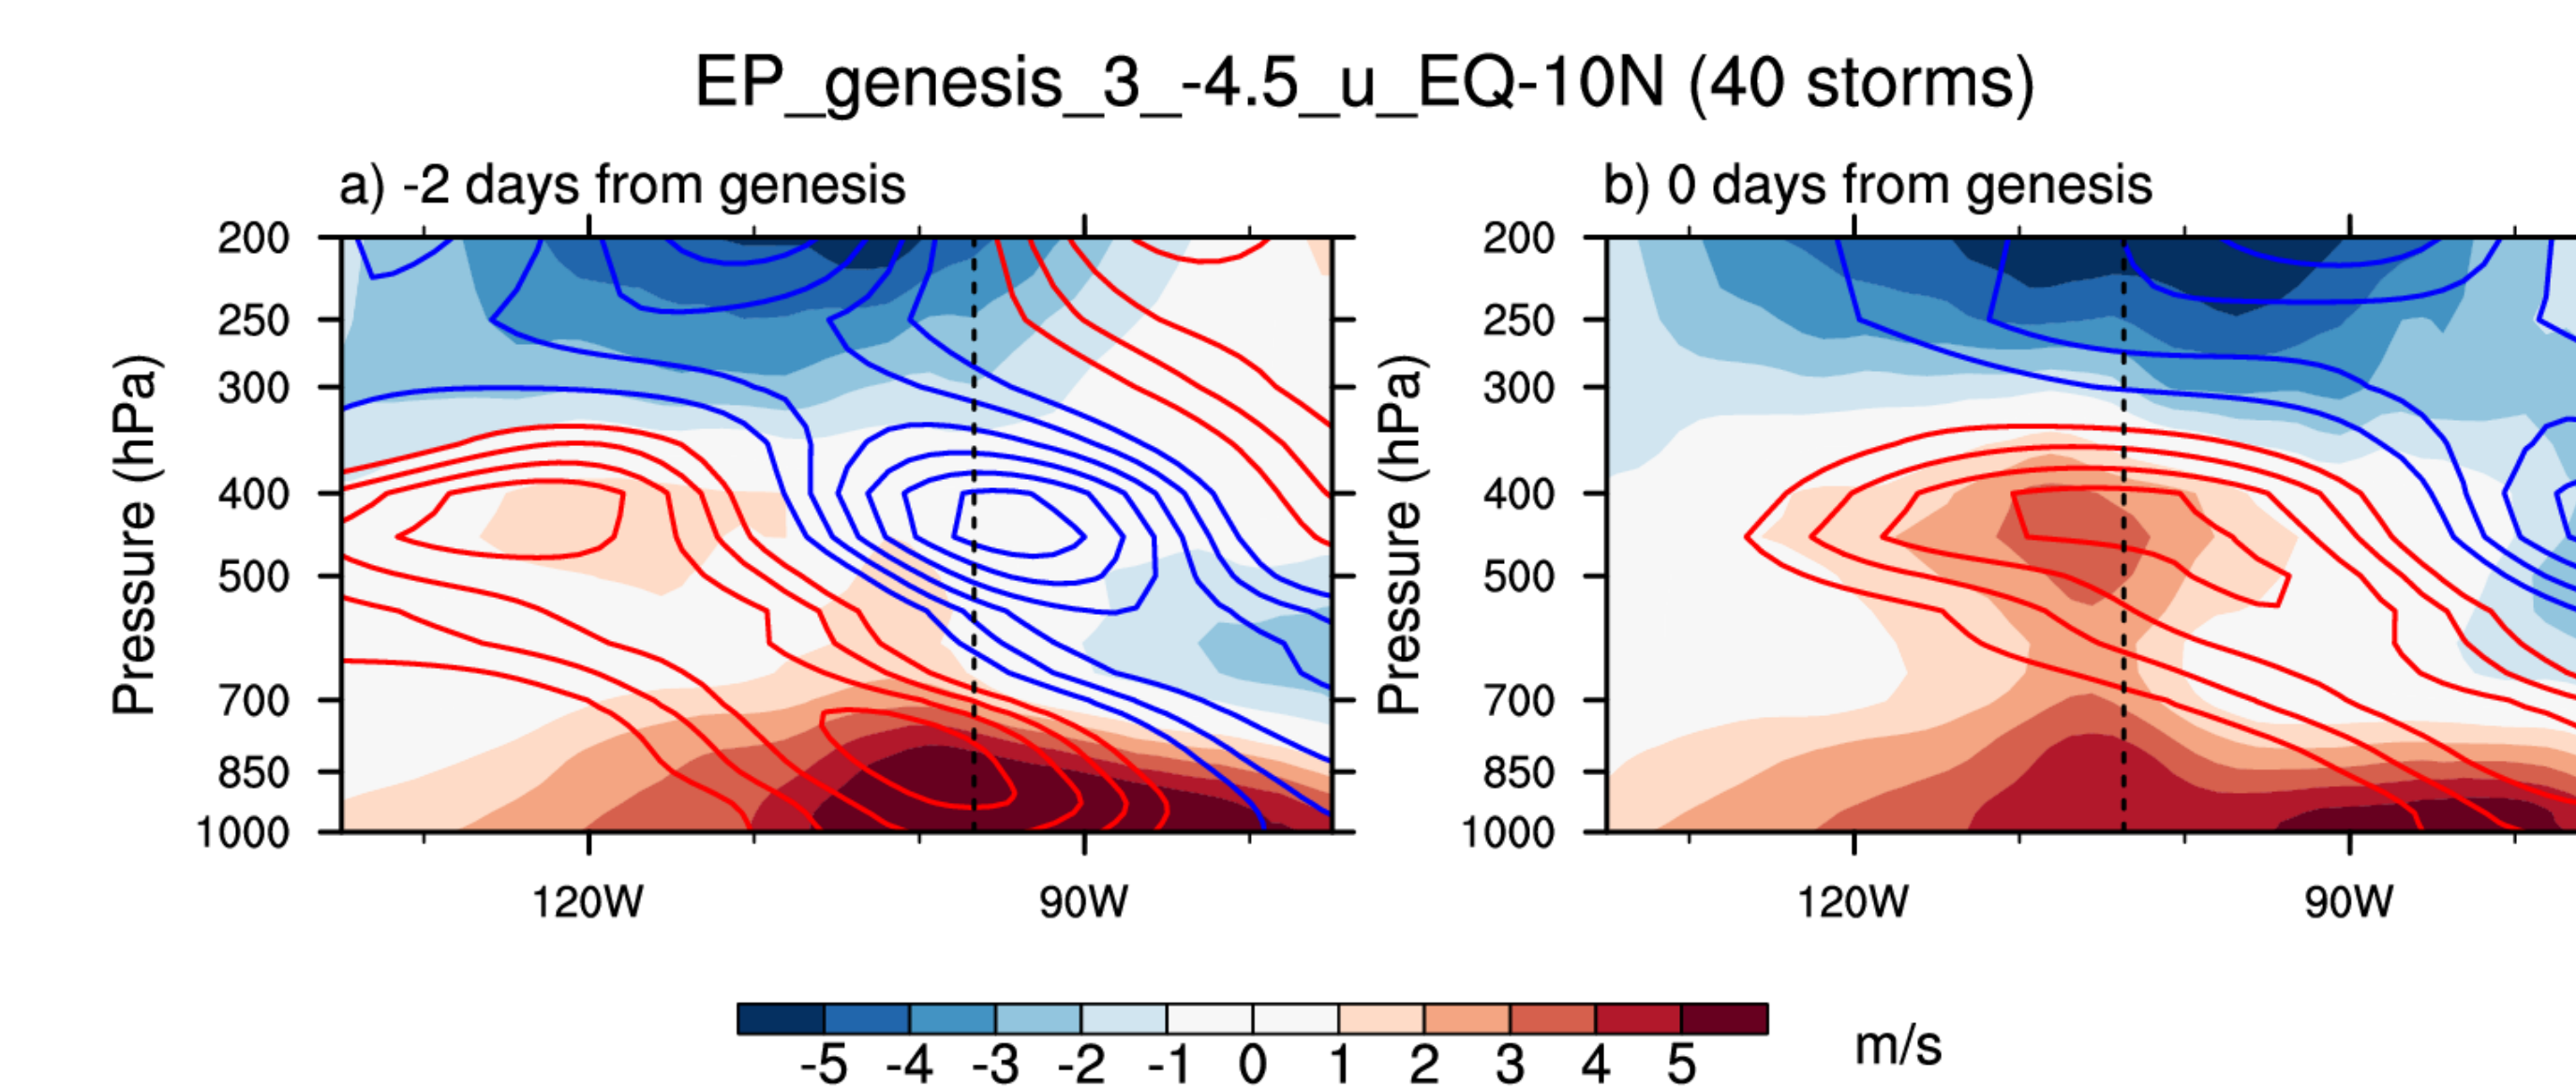 EP_genesis_3_-4.5_u_EQ-10N (40 storms)
a) -2 days from genesis
200
250
300
400
500
700
850
1000
Pressure (hPa)
120W
90W
b) 0 days from genesis
200
250
300
400
500
700
850
1000
Pressure (hPa)
120W
90W
-5 -4 -3 -2 -1 0 1 2 3 4 5
m/s